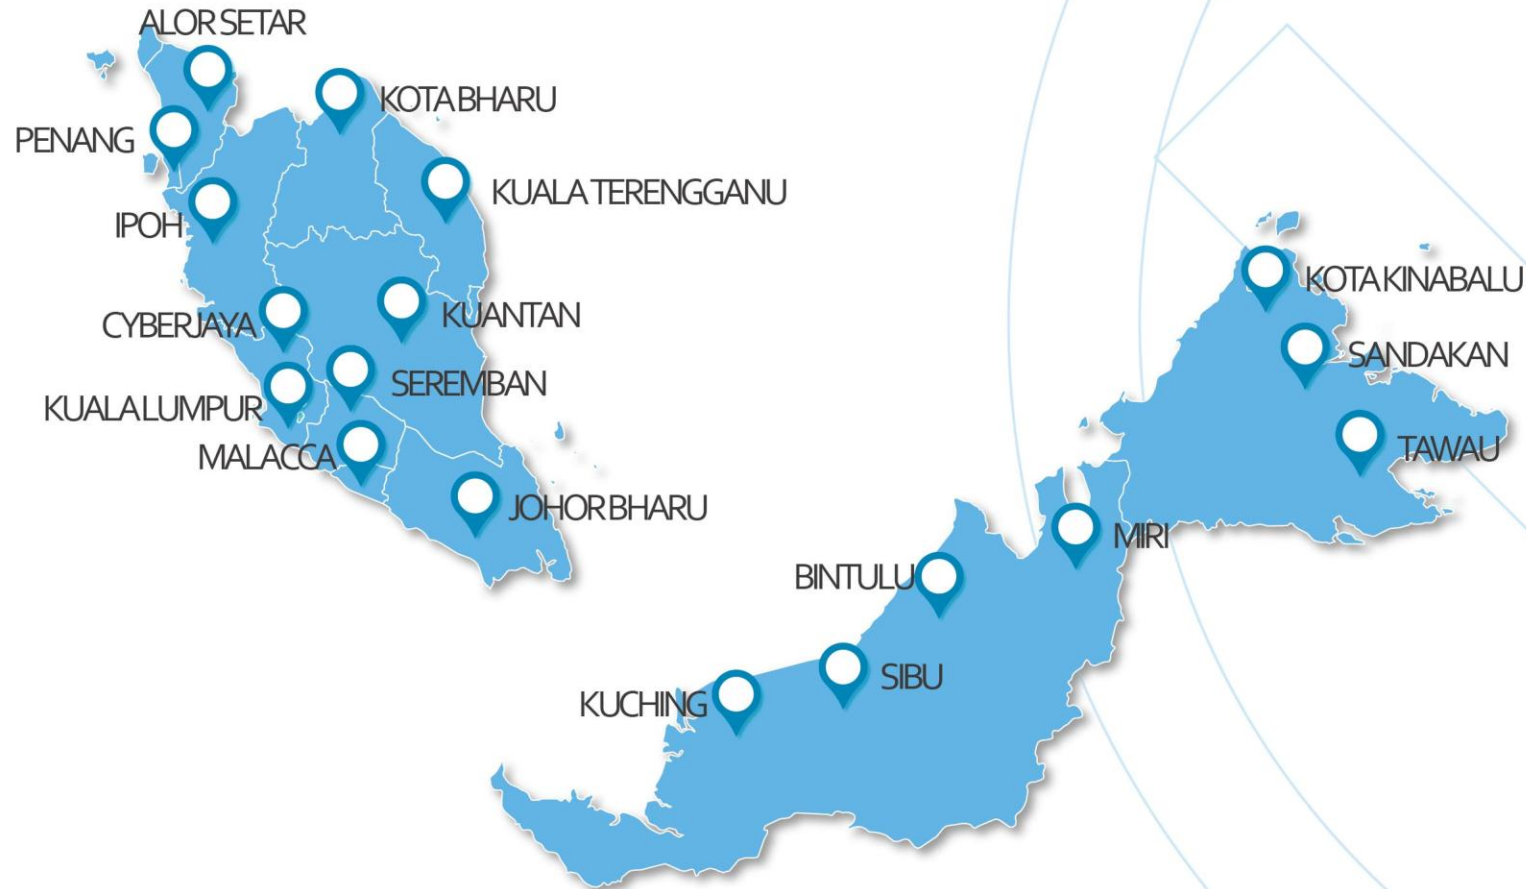 ALOR SETAR
KOTA BHARU
PENANG
KUALA TERENGGANU
IPOH
KOTA KINABALU
KUANTAN
CYBERJAYA
SANDAKAN
SEREMBAN
KUALA LUMPUR
TAWAU
MALACCA
JOHOR BHARU
MIRI
BINTULU
SIBU
KUCHING